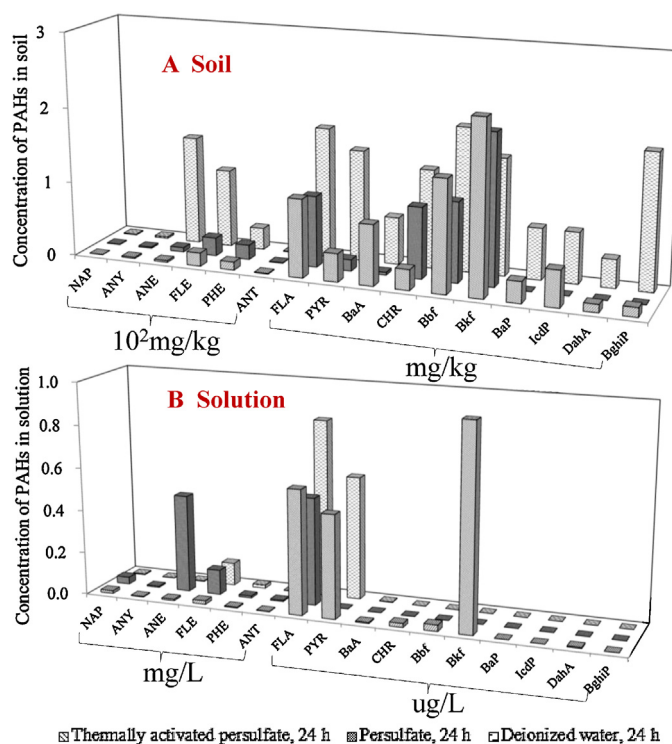 Concentration of PAHs in soil
3
2
1
0
A Soil
NAP ANY ANE FLE PHE ANT FLA PYR BaA CHR Bbf Bkf BaP IcdP DahA BghiP
10²mg/kg mg/kg
Concentration of PAHs in solution
1.0
0.8
0.6
0.4
0.2
0.0
B Solution
NAP ANY ANE FLE PHE ANT FLA PYR BaA CHR Bbf Bkf BaP IcdP DahA BghiP
mg/L ug/L
Thermally activated persulfate, 24 h Persulfate, 24 h Deionized water, 24 h